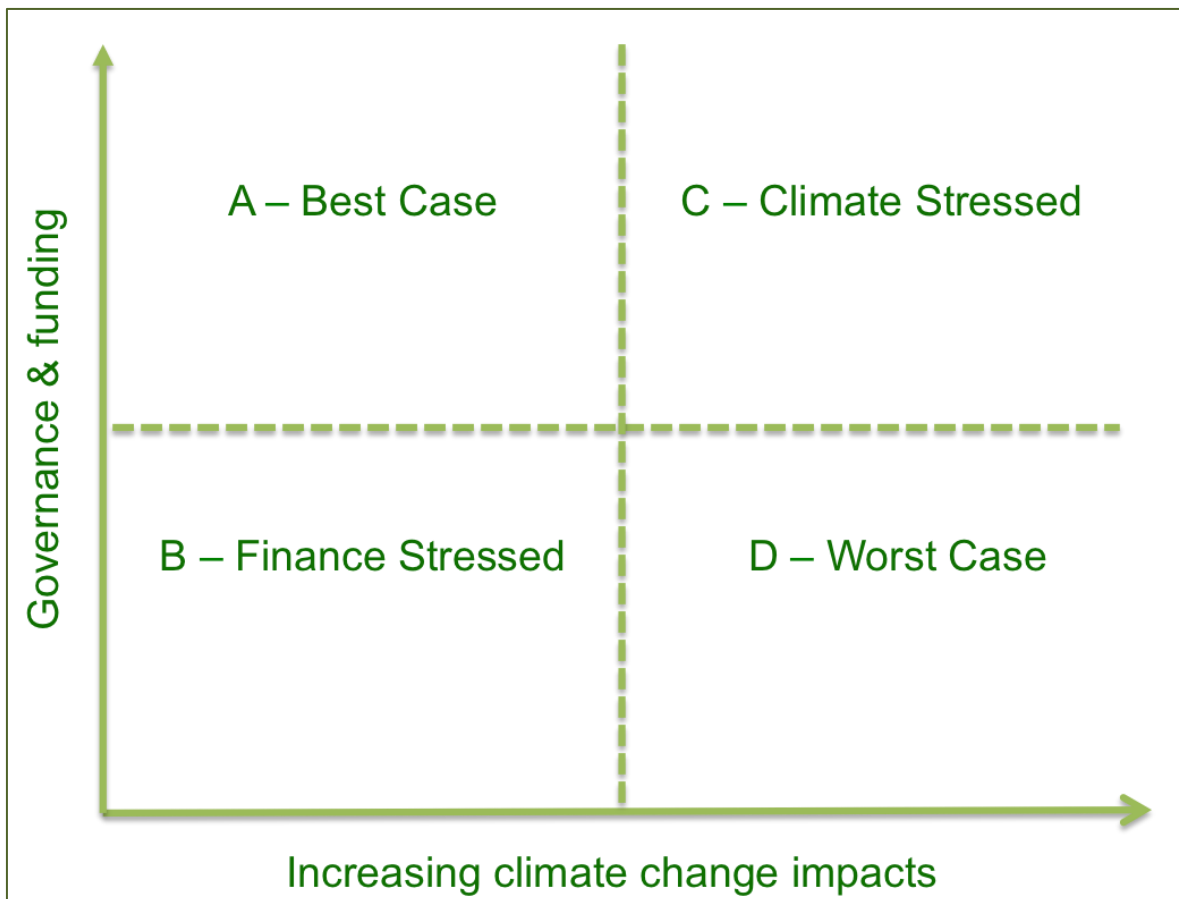 Governance & funding
A – Best Case
C – Climate Stressed
B – Finance Stressed
D – Worst Case
Increasing climate change impacts